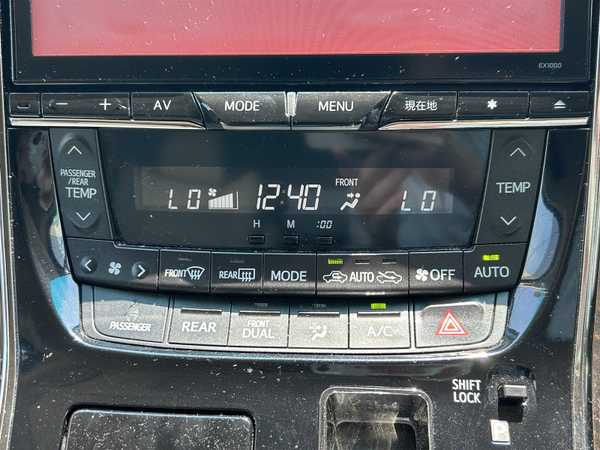 EX1000
− + AV MODE MENU 現在地 ✱
PASSENGER
/REAR
TEMP
LO 12:40 FRONT LO
H M :00
TEMP
FRONT REAR MODE AUTO OFF AUTO
PASSENGER REAR FRONT DUAL A/C
SHIFT
LOCK
P